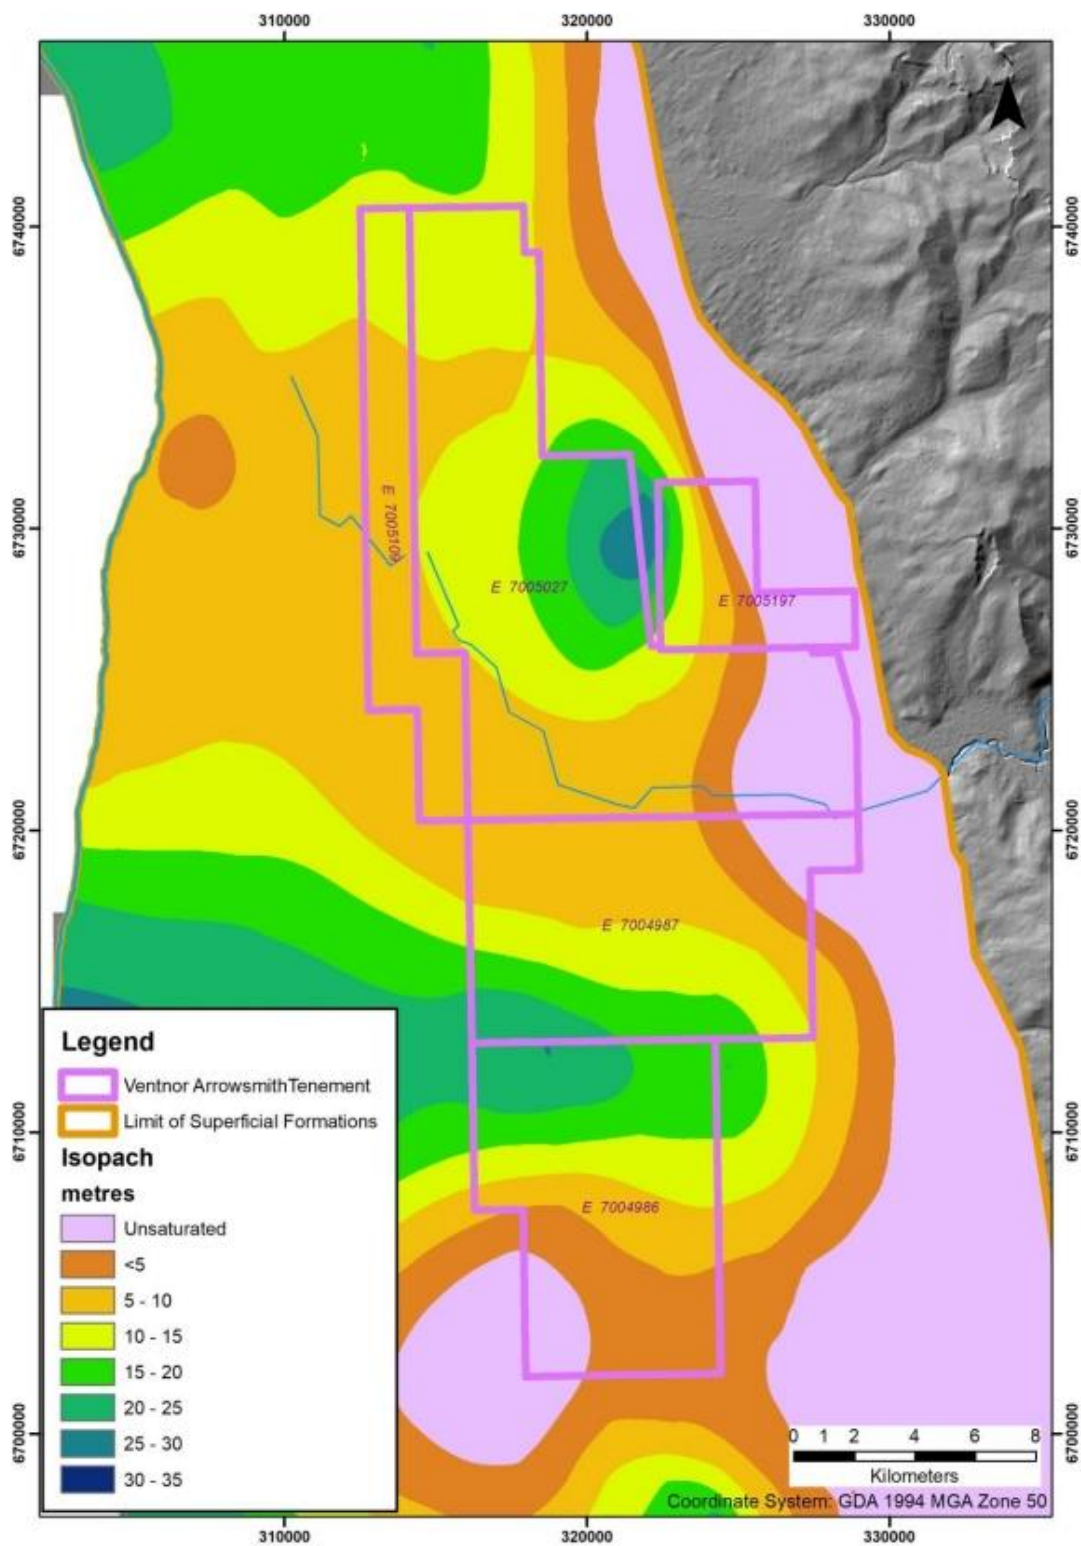 310000 320000 330000
6740000 6740000
6730000 6730000
E 7005109
E 7005027
E 7005197
6720000 6720000
E 7004987
Legend
Ventnor ArrowsmithTenement
Limit of Superficial Formations
Isopach
metres
Unsaturated
<5
5 - 10
10 - 15
15 - 20
20 - 25
25 - 30
30 - 35
6710000 6710000
E 7004986
6700000 6700000
0 1 2 4 6 8
Kilometers
Coordinate System: GDA 1994 MGA Zone 50
310000 320000 330000